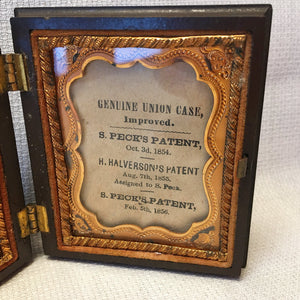 GENUINE UNION CASE,
Improved.
S. PECK'S PATENT,
Oct. 3d, 1854.
H. HALVERSON'S PATENT
Aug. 7th, 1855.
Assigned to S. Peck.
S. PECK'S PATENT,
Feb. 5th, 1856.